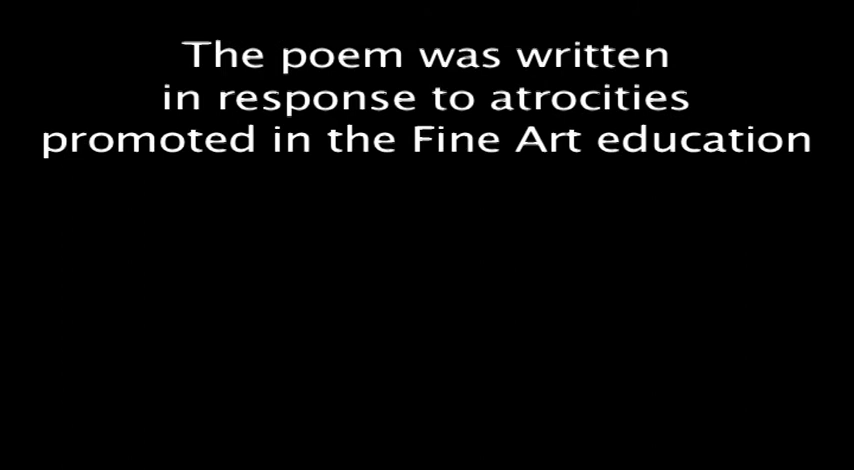 The poem was written
in response to atrocities
promoted in the Fine Art education